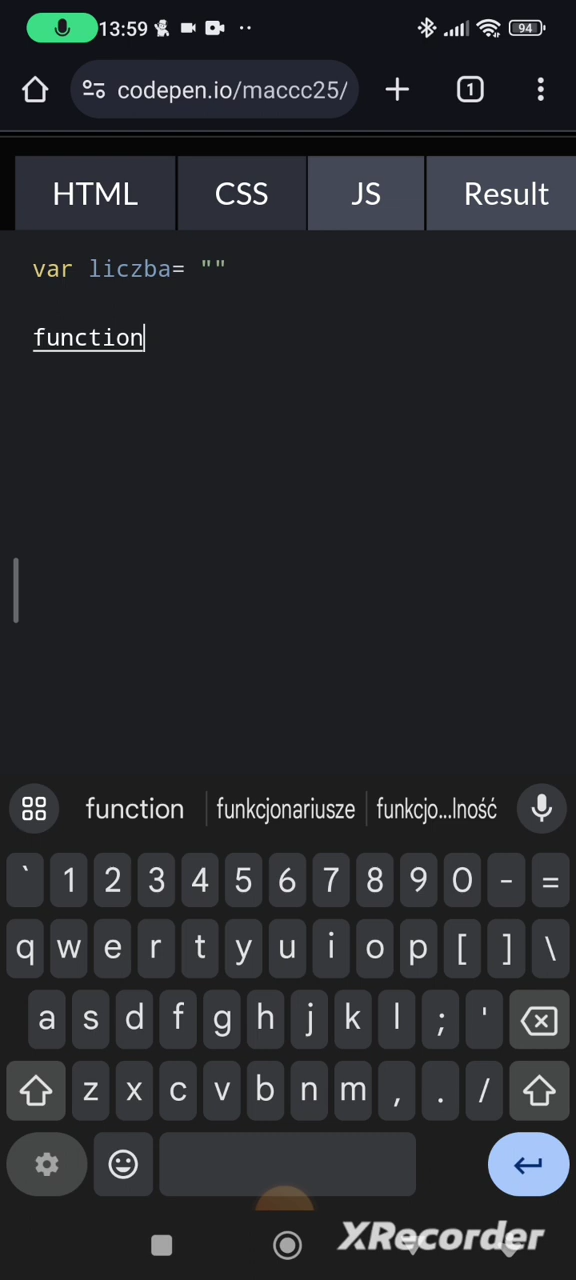 13:59
94
codepen.io/maccc25/
1
HTML CSS JS Result
var liczba= ""
function
function funkcjonariusze funkcjo...lność
` 1 2 3 4 5 6 7 8 9 0 - =
q w e r t y u i o p [ ] \
a s d f g h j k l ; '
z x c v b n m , . /
XRecorder